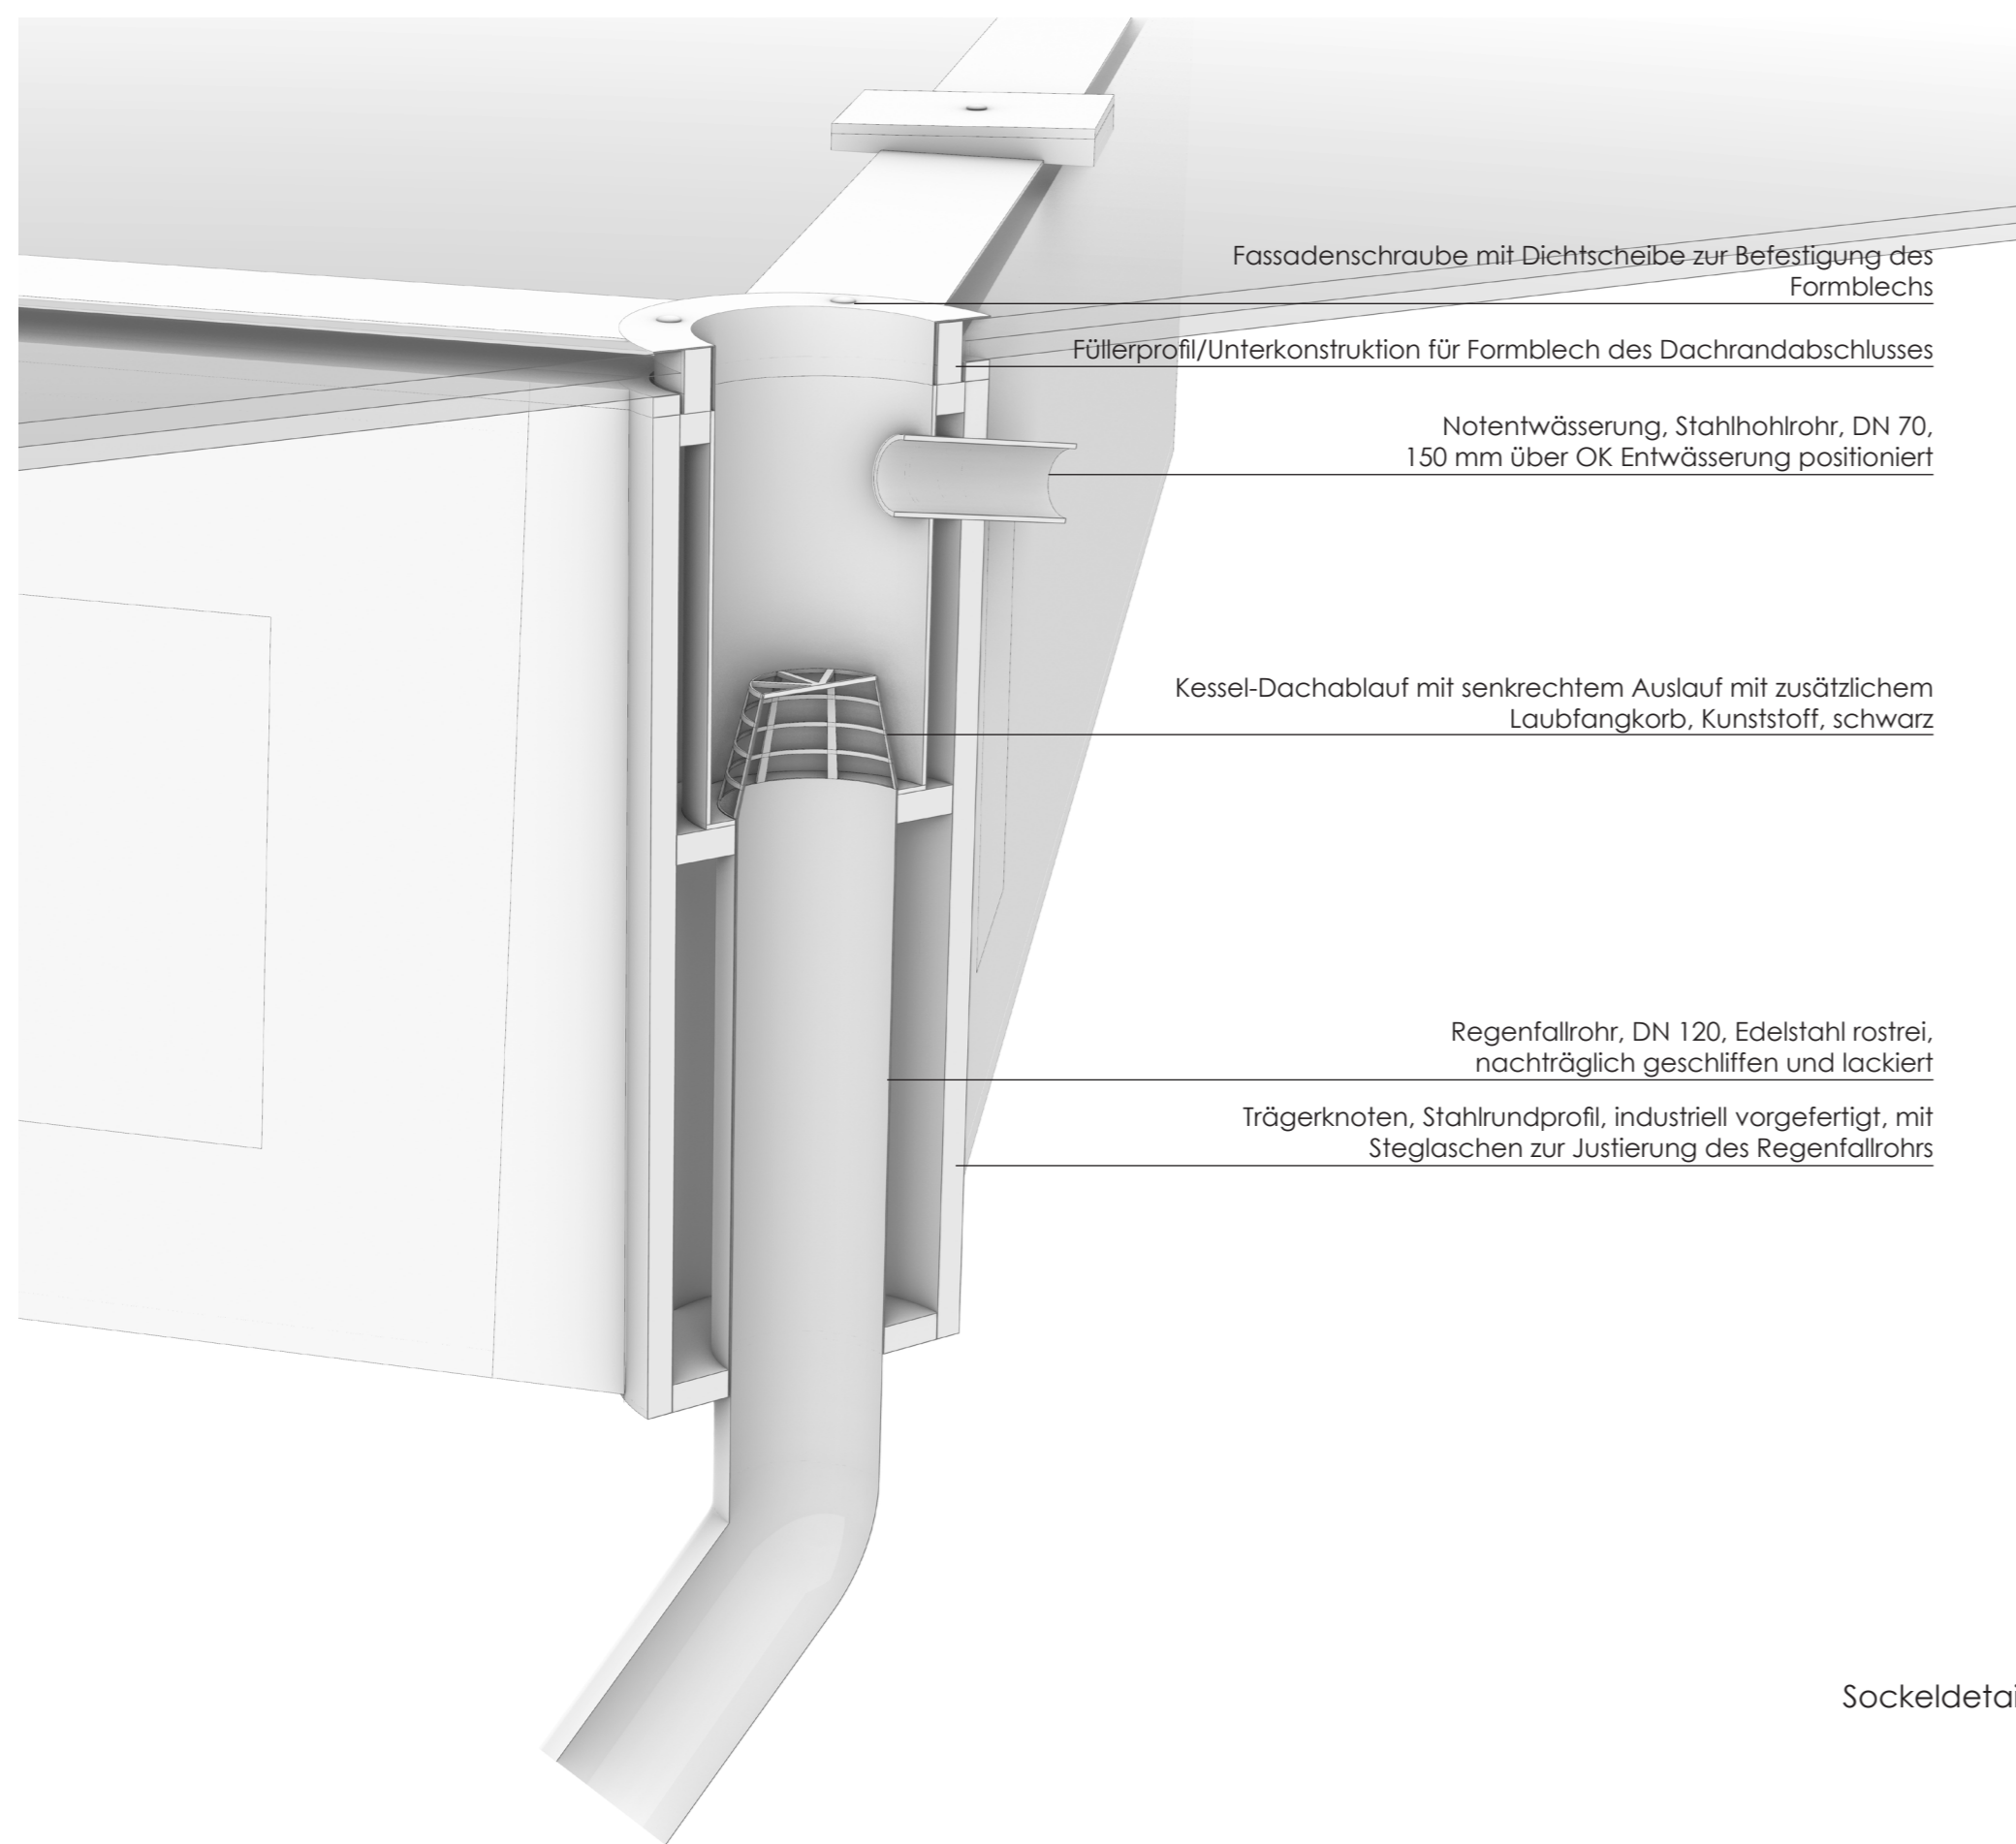 Fassadenschraube mit Dichtscheibe zur Befestigung des
Formblechs
Füllerprofil/Unterkonstruktion für Formblech des Dachrandabschlusses
Notentwässerung, Stahlhohlrohr, DN 70,
150 mm über OK Entwässerung positioniert
Kessel-Dachablauf mit senkrechtem Auslauf mit zusätzlichem
Laubfangkorb, Kunststoff, schwarz
Regenfallrohr, DN 120, Edelstahl rostrei,
nachträglich geschliffen und lackiert
Trägerknoten, Stahlrundprofil, industriell vorgefertigt, mit
Steglaschen zur Justierung des Regenfallrohrs
Sockeldetai